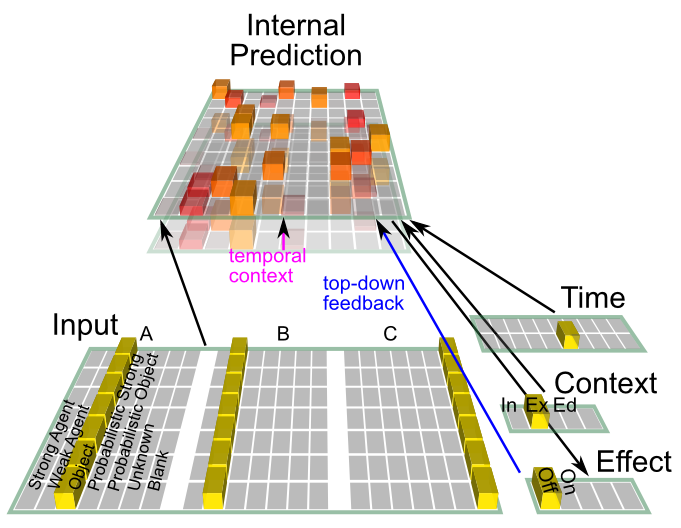 Internal
Prediction
temporal
context
top-down
feedback
Time
Input
A
B
C
Context
In Ex Ed
Strong Agent
Weak Agent
Object
Probabilistic Strong
Probabilistic Object
Unknown
Blank
Effect
Off
On